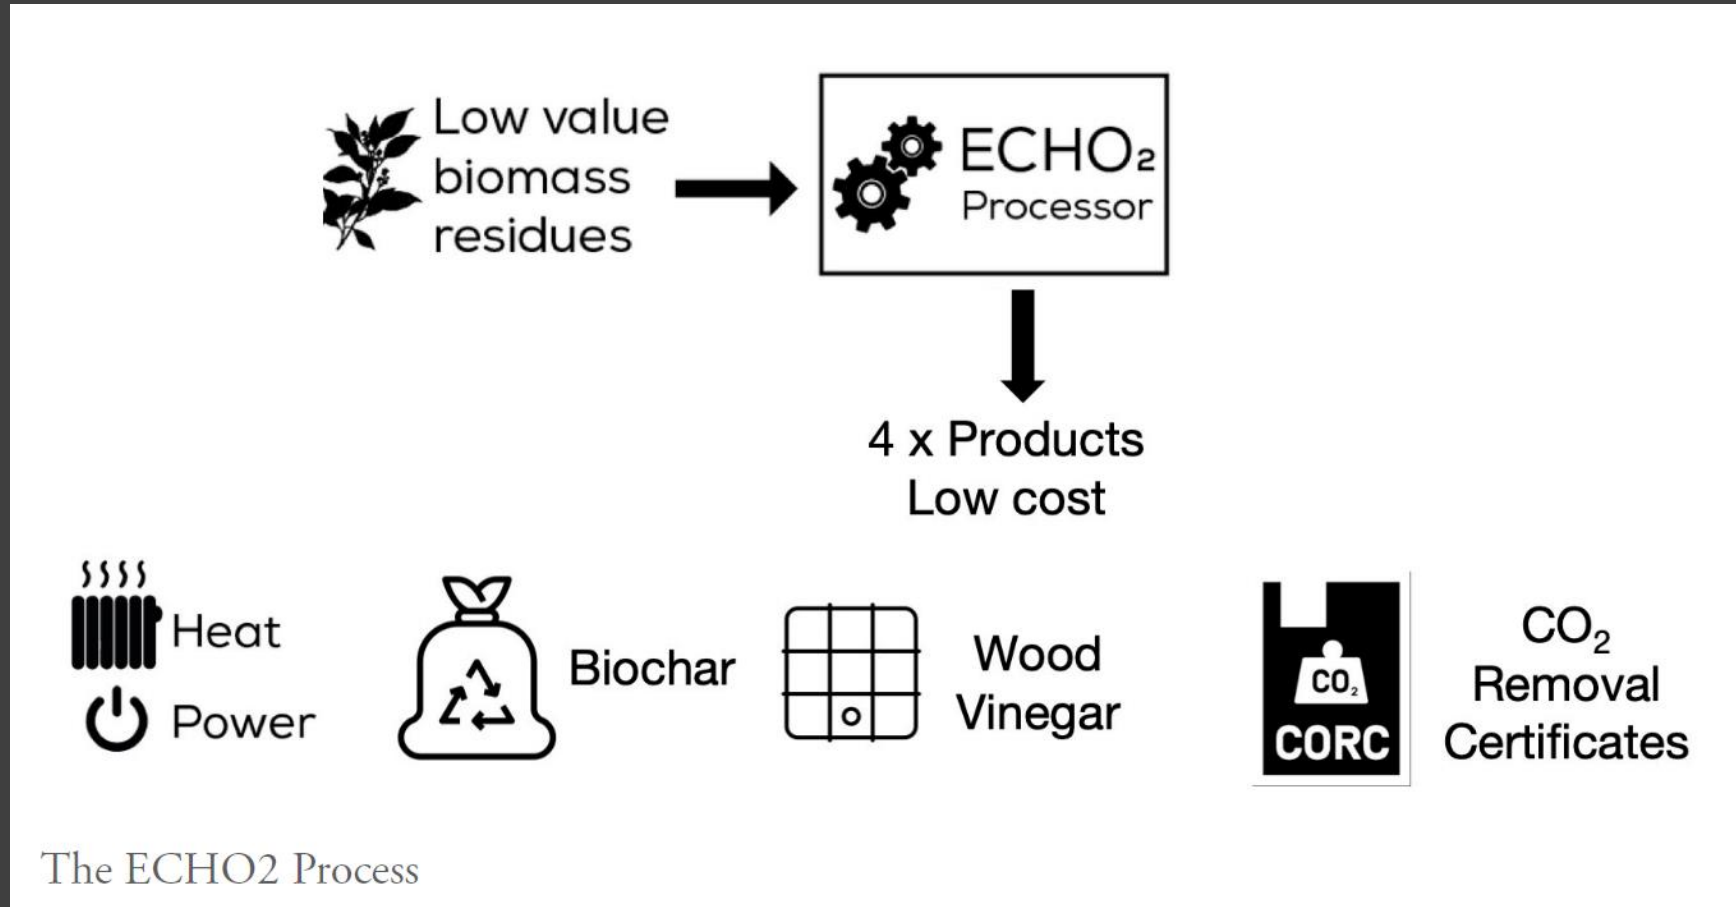 Low value
biomass
residues
ECHO₂
Processor
4 x Products
Low cost
Heat
Power
Biochar
Wood
Vinegar
CO₂
CORC
CO₂
Removal
Certificates
The ECHO2 Process